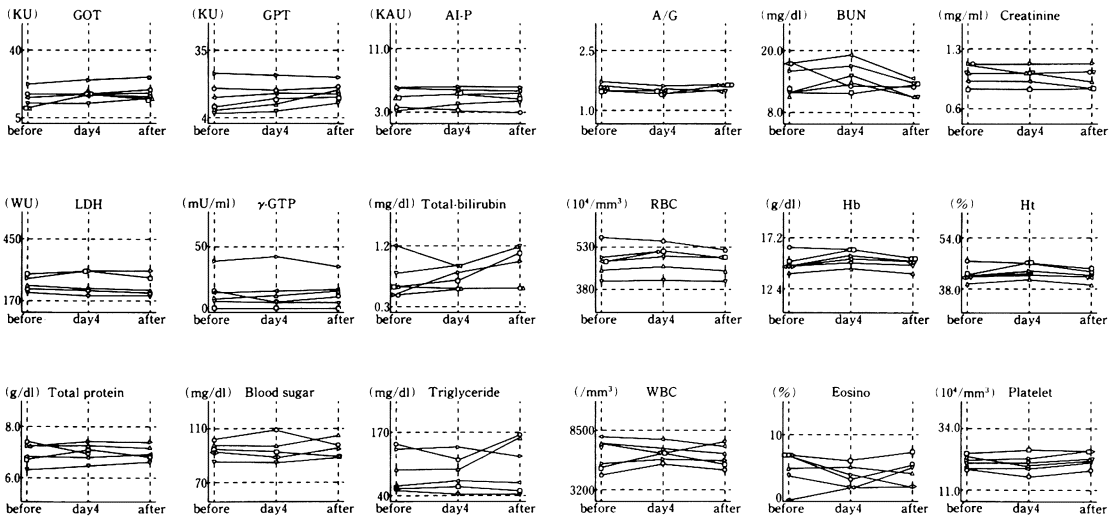 (KU) GOT
40
5
before day4 after
(KU) GPT
35
4
before day4 after
(KAU) Al-P
11.0
3.0
before day4 after
A/G
2.5
1.0
before day4 after
(mg/dl) BUN
20.0
8.0
before day4 after
(mg/ml) Creatinine
1.3
0.6
before day4 after
(WU) LDH
450
170
before day4 after
(mU/ml) γ-GTP
50
0
before day4 after
(mg/dl) Total-bilirubin
1.2
0.3
before day4 after
(10⁴/mm³) RBC
530
380
before day4 after
(g/dl) Hb
17.2
12.4
before day4 after
(%) Ht
54.0
38.0
before day4 after
(g/dl) Total protein
8.0
6.0
before day4 after
(mg/dl) Blood sugar
110
70
before day4 after
(mg/dl) Triglyceride
170
40
before day4 after
(/mm³) WBC
8500
3200
before day4 after
(%) Eosino
10
0
before day4 after
(10⁴/mm³) Platelet
34.0
11.0
before day4 after